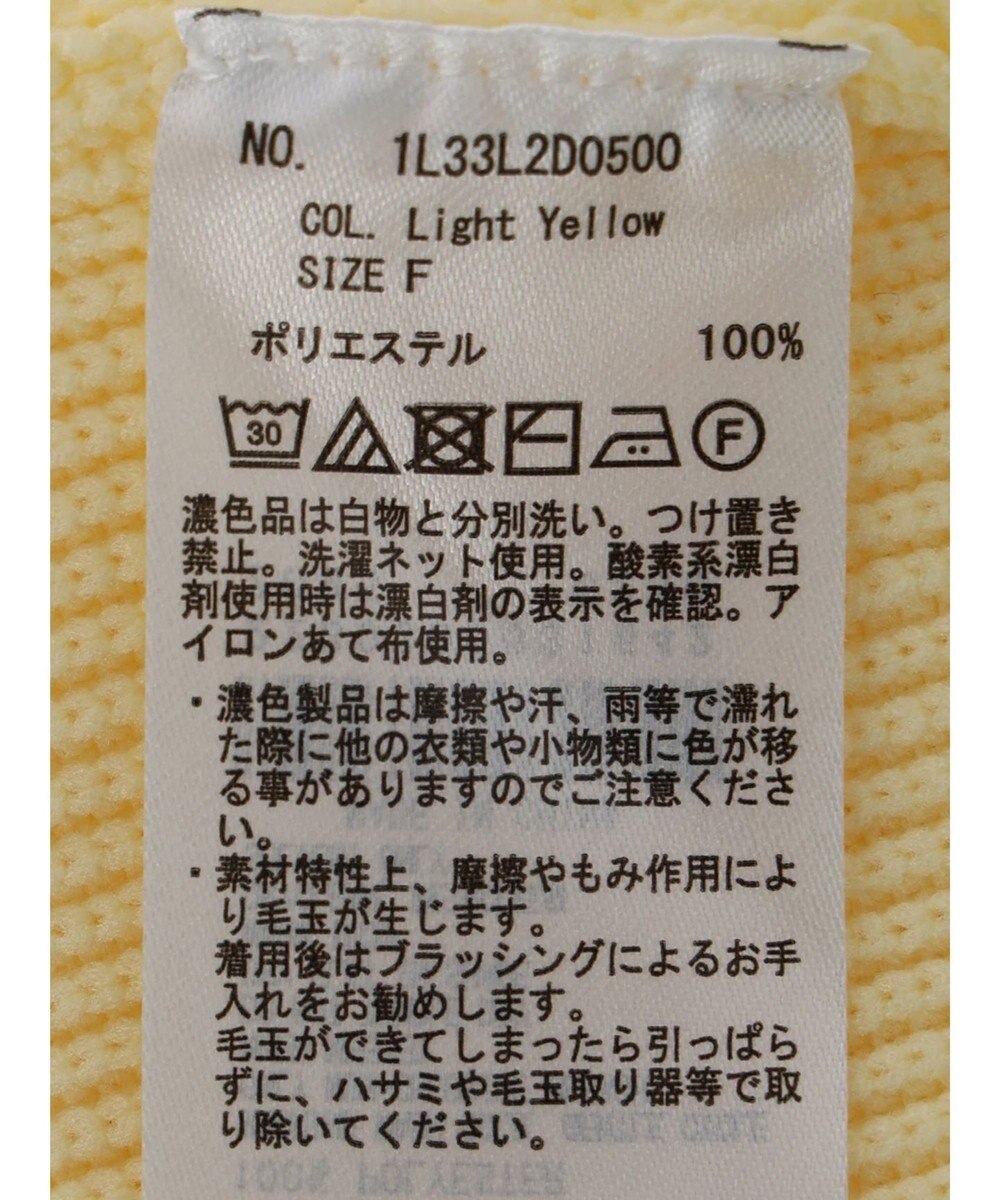 NO. 1L33L2D0500
COL. Light Yellow
SIZE F
ポリエステル 100%
30 F
濃色品は白物と分別洗い。つけ置き
禁止。洗濯ネット使用。酸素系漂白
剤使用時は漂白剤の表示を確認。ア
イロンあて布使用。
・濃色製品は摩擦や汗、雨等で濡れ
た際に他の衣類や小物類に色が移
る事がありますのでご注意くださ
い。
・素材特性上、摩擦やもみ作用によ
り毛玉が生じます。
着用後はブラッシングによるお手
入れをお勧めします。
毛玉ができてしまったら引っぱら
ずに、ハサミや毛玉取り器等で取
り除いてください。
100% POLYESTER